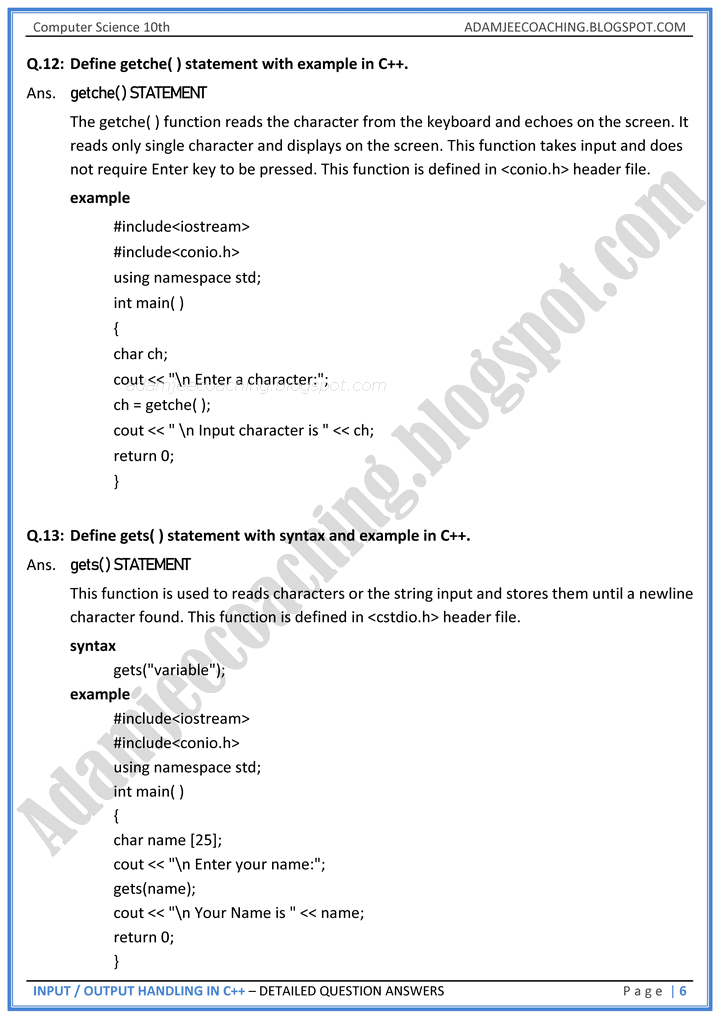 Computer Science 10th ADAMJEECOACHING.BLOGSPOT.COM
Q.12: Define getche( ) statement with example in C++.
Ans. getche( ) STATEMENT
The getche( ) function reads the character from the keyboard and echoes on the screen. It
reads only single character and displays on the screen. This function takes input and does
not require Enter key to be pressed. This function is defined in <conio.h> header file.
example
#include<iostream>
#include<conio.h>
using namespace std;
int main( )
{
char ch;
cout << "\n Enter a character:";
adamjeecoaching.blogspot.com
ch = getche( );
cout << " \n Input character is " << ch;
return 0;
}
Q.13: Define gets( ) statement with syntax and example in C++.
Ans. gets( ) STATEMENT
This function is used to reads characters or the string input and stores them until a newline
character found. This function is defined in <cstdio.h> header file.
syntax
gets("variable");
example
#include<iostream>
#include<conio.h>
using namespace std;
int main( )
{
char name [25];
cout << "\n Enter your name:";
gets(name);
cout << "\n Your Name is " << name;
return 0;
}
Adamjeecoaching.blogspot.com
INPUT / OUTPUT HANDLING IN C++ – DETAILED QUESTION ANSWERS Page | 6